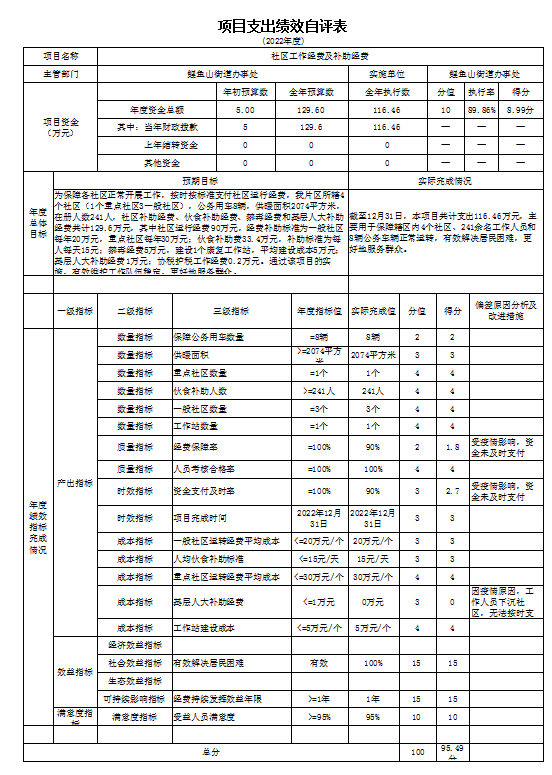 项目支出绩效自评表
（2022年度）
项目名称 社区工作经费及补助经费
主管部门 鲤鱼山街道办事处 实施单位 鲤鱼山街道办事处
项目资金（万元） 年初预算数 全年预算数 全年执行数 分值 执行率 得分
年度资金总额 5.00 129.60 116.46 10 89.86% 8.99分
其中：当年财政拨款 5 129.6 116.46 — — —
上年结转资金 0 0 0 — — —
其他资金 0 0 0 — — —
年度总体目标 预期目标 实际完成情况
为保障各社区正常开展工作，按时按标准支付社区运行经费，我片区所辖4
个社区（1个重点社区3一般社区），公务用车8辆，供暖面积2074平方米，
在册人数241人，社区补助经费、伙食补助经费、禁毒经费和基层人大补助
经费共计129.6万元，其中社区运行经费90万元，经费补助标准为一般社区
每年20万元，重点社区每年30万元；伙食补助费33.4万元，补助标准为每
人每天15元；禁毒经费5万元，建设1个康复工作站，平均建设成本5万元；
基层人大补助经费1万元；协税护税工作经费0.2万元。通过该项目的实
施，有效维护工作队伍稳定，更好地服务群众。
截至12月31日，本项目共计支出116.46万元，主
要用于保障辖区内4个社区、241余名工作人员和
8辆公务车辆正常运转，有效解决居民困难，更
好地服务群众。
一级指标 二级指标 三级指标 年度指标值 实际完成值 分值 得分 偏差原因分析及改进措施
年度绩效指标完成情况
产出指标
数量指标 保障公务用车数量 =8辆 8辆 2 2
数量指标 供暖面积 >=2074平方米 2074平方米 3 3
数量指标 重点社区数量 =1个 1个 4 4
数量指标 伙食补助人数 >=241人 241人 4 4
数量指标 一般社区数量 =3个 3个 4 4
数量指标 工作站数量 =1个 1个 4 4
质量指标 经费保障率 =100% 90% 2 1.8 受疫情影响，资金未及时支付
质量指标 人员考核合格率 =100% 100% 4 4
时效指标 资金支付及时率 =100% 90% 3 2.7 受疫情影响，资金未及时支付
时效指标 项目完成时间 2022年12月31日 2022年12月31日 3 3
成本指标 一般社区运转经费平均成本 <=20万元/个 20万元/个 3 3
成本指标 人均伙食补助标准 <=15元/天 15元/天 3 3
成本指标 重点社区运转经费平均成本 <=30万元/个 30万元/个 4 4
成本指标 基层人大补助经费 <=1万元 0万元 3 0 因疫情原因，工作人员下沉社区，无法按时支
成本指标 工作站建设成本 <=5万元/个 5万元/个 4 4
效益指标
经济效益指标
社会效益指标 有效解决居民困难 有效 100% 15 15
生态效益指标
可持续影响指标 经费持续发挥效益年限 >=1年 1年 15 15
满意度指标 满意度指标 受益人员满意度 >=95% 95% 10 10
总分 100 95.49分